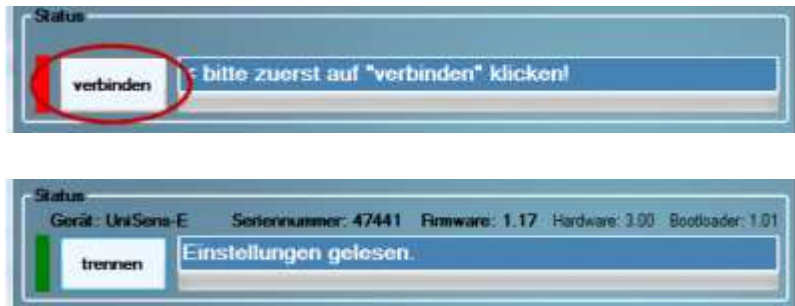 Status
verbinden
< bitte zuerst auf "verbinden" klicken!
Status
Gerät: UniSens-E Seriennummer: 47441 Firmware: 1.17 Hardware: 3.00 Bootloader: 1.01
trennen
Einstellungen gelesen.